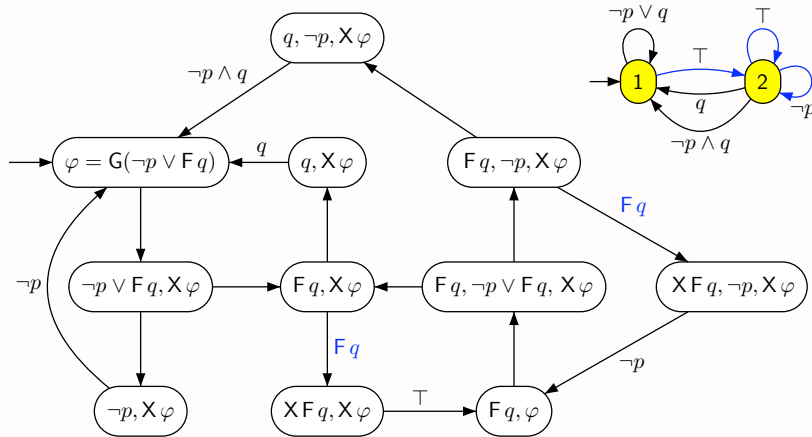 q, ¬p, X φ
¬p ∨ q
⊤
⊤
1
2
q
¬p
¬p ∧ q
¬p ∧ q
φ = G(¬p ∨ F q)
q
q, X φ
F q, ¬p, X φ
F q
¬p
¬p ∨ F q, X φ
F q, X φ
F q, ¬p ∨ F q, X φ
X F q, ¬p, X φ
F q
¬p
¬p, X φ
X F q, X φ
⊤
F q, φ